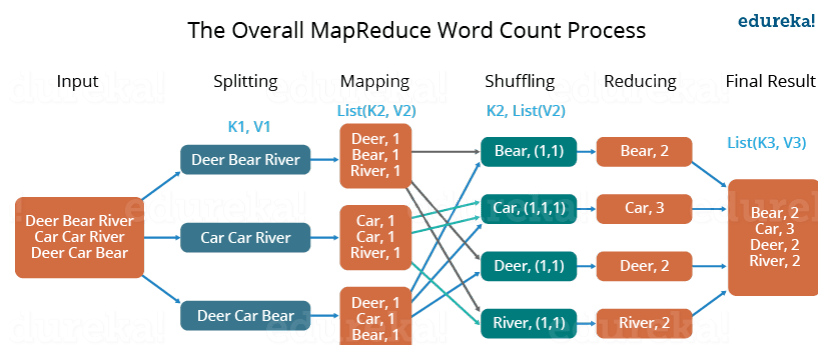 edureka!
The Overall MapReduce Word Count Process
Input
Splitting
Mapping
Shuffling
Reducing
Final Result
K1, V1
List(K2, V2)
K2, List(V2)
List(K3, V3)
Deer Bear River
Car Car River
Deer Car Bear
Deer Bear River
Car Car River
Deer Car Bear
Deer, 1
Bear, 1
River, 1
Car, 1
Car, 1
River, 1
Deer, 1
Car, 1
Bear, 1
Bear, (1,1)
Car, (1,1,1)
Deer, (1,1)
River, (1,1)
Bear, 2
Car, 3
Deer, 2
River, 2
Bear, 2
Car, 3
Deer, 2
River, 2